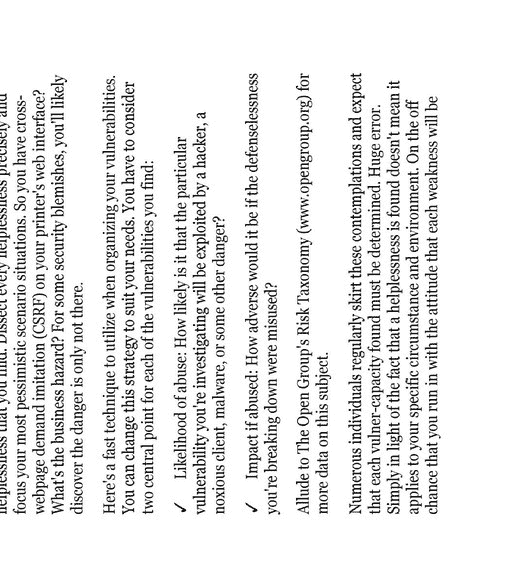 helplessness that you find. Dissect every helplessness precisely and
focus your most pessimistic scenario situations. So you have cross-
webpage demand imitation (CSRF) on your printer's web interface?
What's the business hazard? For some security blemishes, you'll likely
discover the danger is only not there.
Here's a fast technique to utilize when organizing your vulnerabilities.
You can change this strategy to suit your needs. You have to consider
two central point for each of the vulnerabilities you find:
✓ Likelihood of abuse: How likely is it that the particular
vulnerability you're investigating will be exploited by a hacker, a
noxious client, malware, or some other danger?
✓ Impact if abused: How adverse would it be if the defenselessness
you're breaking down were misused?
Allude to The Open Group's Risk Taxonomy (www.opengroup.org) for
more data on this subject.
Numerous individuals regularly skirt these contemplations and expect
that each vulner-capacity found must be determined. Huge error.
Simply in light of the fact that a helplessness is found doesn't mean it
applies to your specific circumstance and environment. On the off
chance that you run in with the attitude that each weakness will be